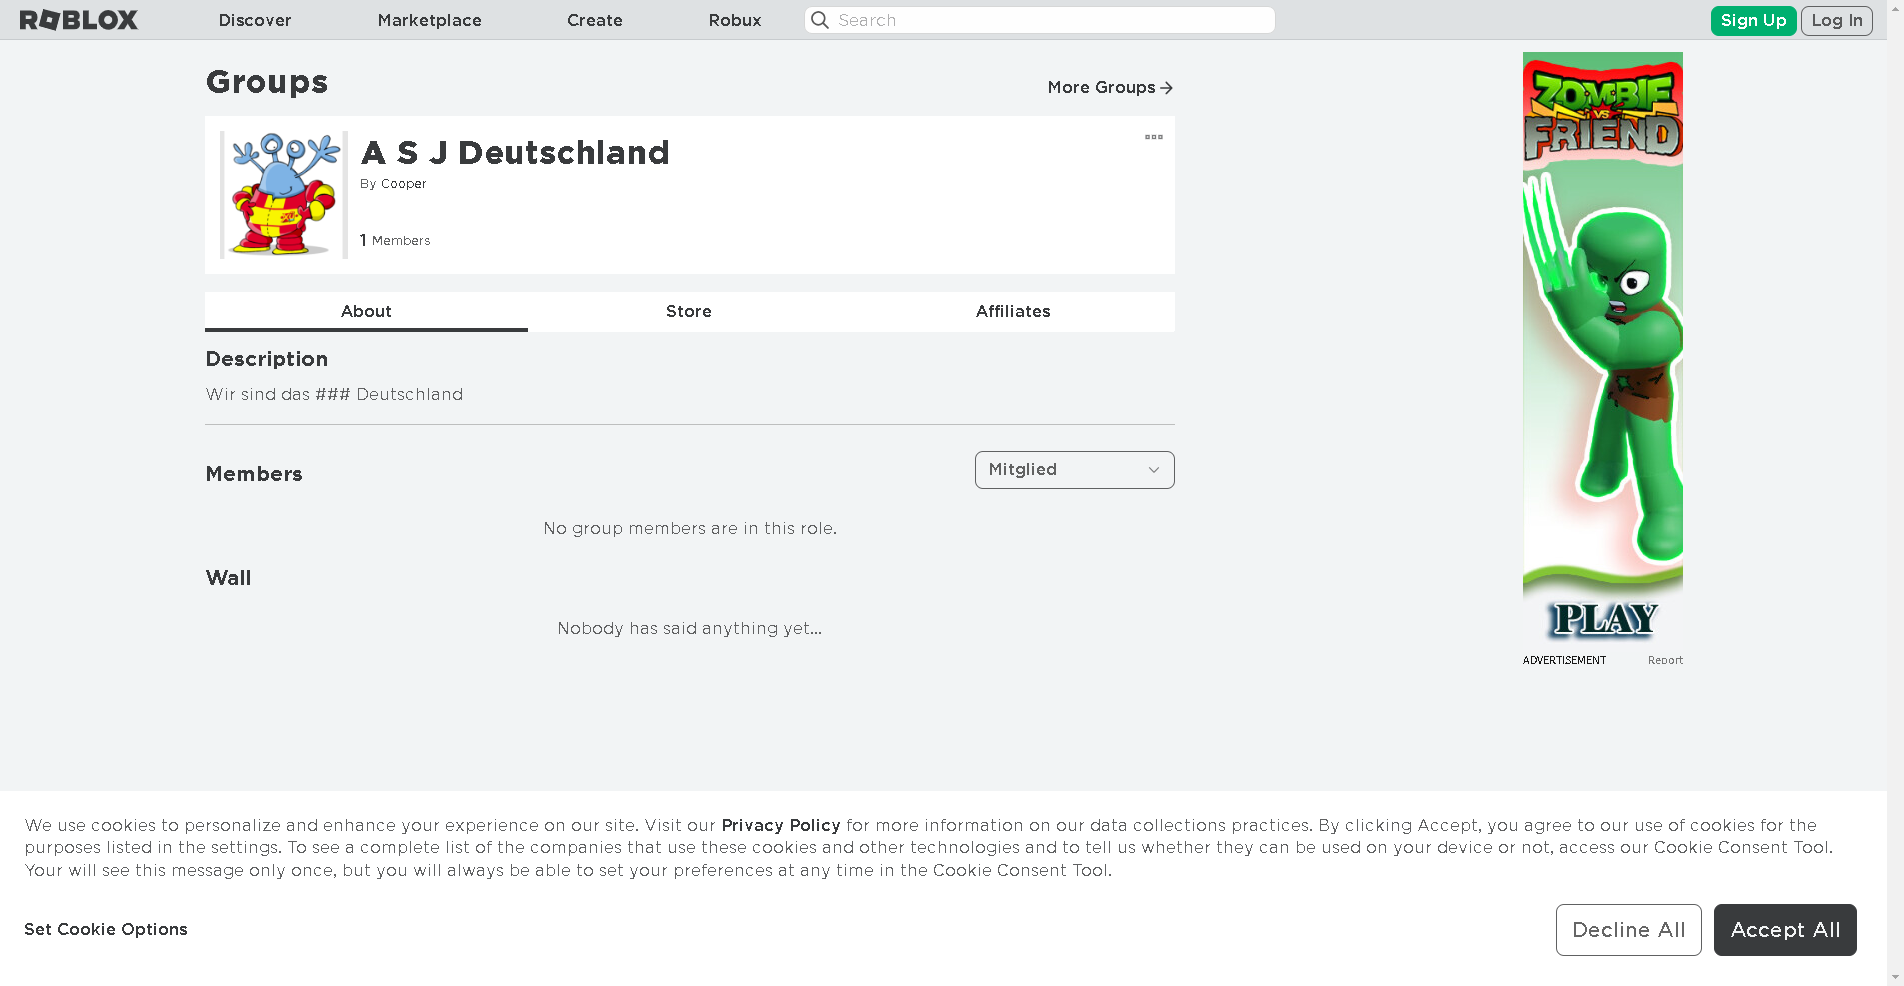 ROBLOX Discover Marketplace Create Robux Search Sign Up Log In
Groups
More Groups
A S J Deutschland
By Cooper
1 Members
About Store Affiliates
Description
Wir sind das ### Deutschland
Members
Mitglied
No group members are in this role.
Wall
Nobody has said anything yet...
ZOMBIE
VS
FRIEND
PLAY
ADVERTISEMENT Report
We use cookies to personalize and enhance your experience on our site. Visit our Privacy Policy for more information on our data collections practices. By clicking Accept, you agree to our use of cookies for the
purposes listed in the settings. To see a complete list of the companies that use these cookies and other technologies and to tell us whether they can be used on your device or not, access our Cookie Consent Tool.
Your will see this message only once, but you will always be able to set your preferences at any time in the Cookie Consent Tool.
Set Cookie Options
Decline All
Accept All